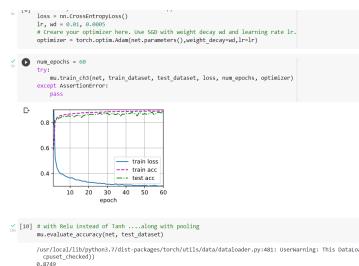 loss = nn.CrossEntropyLoss()
lr, wd = 0.01, 0.0005
# Creare your optimizer here. Use SGD with weight decay wd and learning rate lr.
optimizer = torch.optim.Adam(net.parameters(),weight_decay=wd,lr=lr)
num_epochs = 60
try:
mu.train_ch3(net, train_dataset, test_dataset, loss, num_epochs, optimizer)
except AssertionError:
pass
0.8
0.6
0.4
train loss
train acc
test acc
10 20 30 40 50 60
epoch
[10] # with Relu instead of Tanh ....along with pooling
mu.evaluate_accuracy(net, test_dataset)
/usr/local/lib/python3.7/dist-packages/torch/utils/data/dataloader.py:481: UserWarning: This DataLoa
cpuset_checked))
0.8749